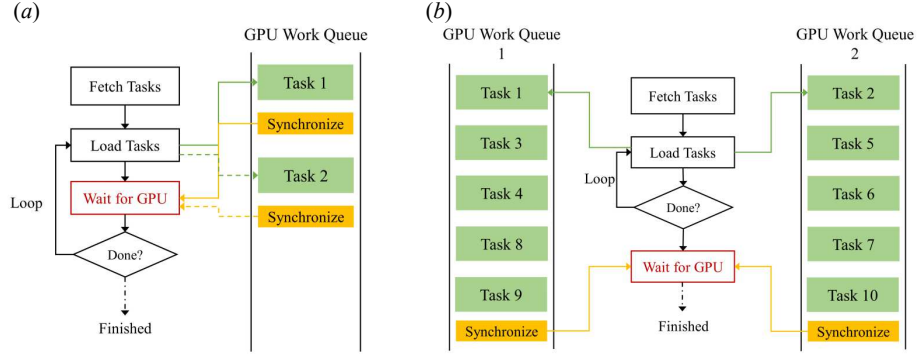 (a)
GPU Work Queue
Fetch Tasks
Load Tasks
Wait for GPU
Loop
Done?
Finished
Task 1
Synchronize
Task 2
Synchronize
(b)
GPU Work Queue
1
Task 1
Task 3
Task 4
Task 8
Task 9
Synchronize
Fetch Tasks
Load Tasks
Loop
Done?
Wait for GPU
Finished
GPU Work Queue
2
Task 2
Task 5
Task 6
Task 7
Task 10
Synchronize